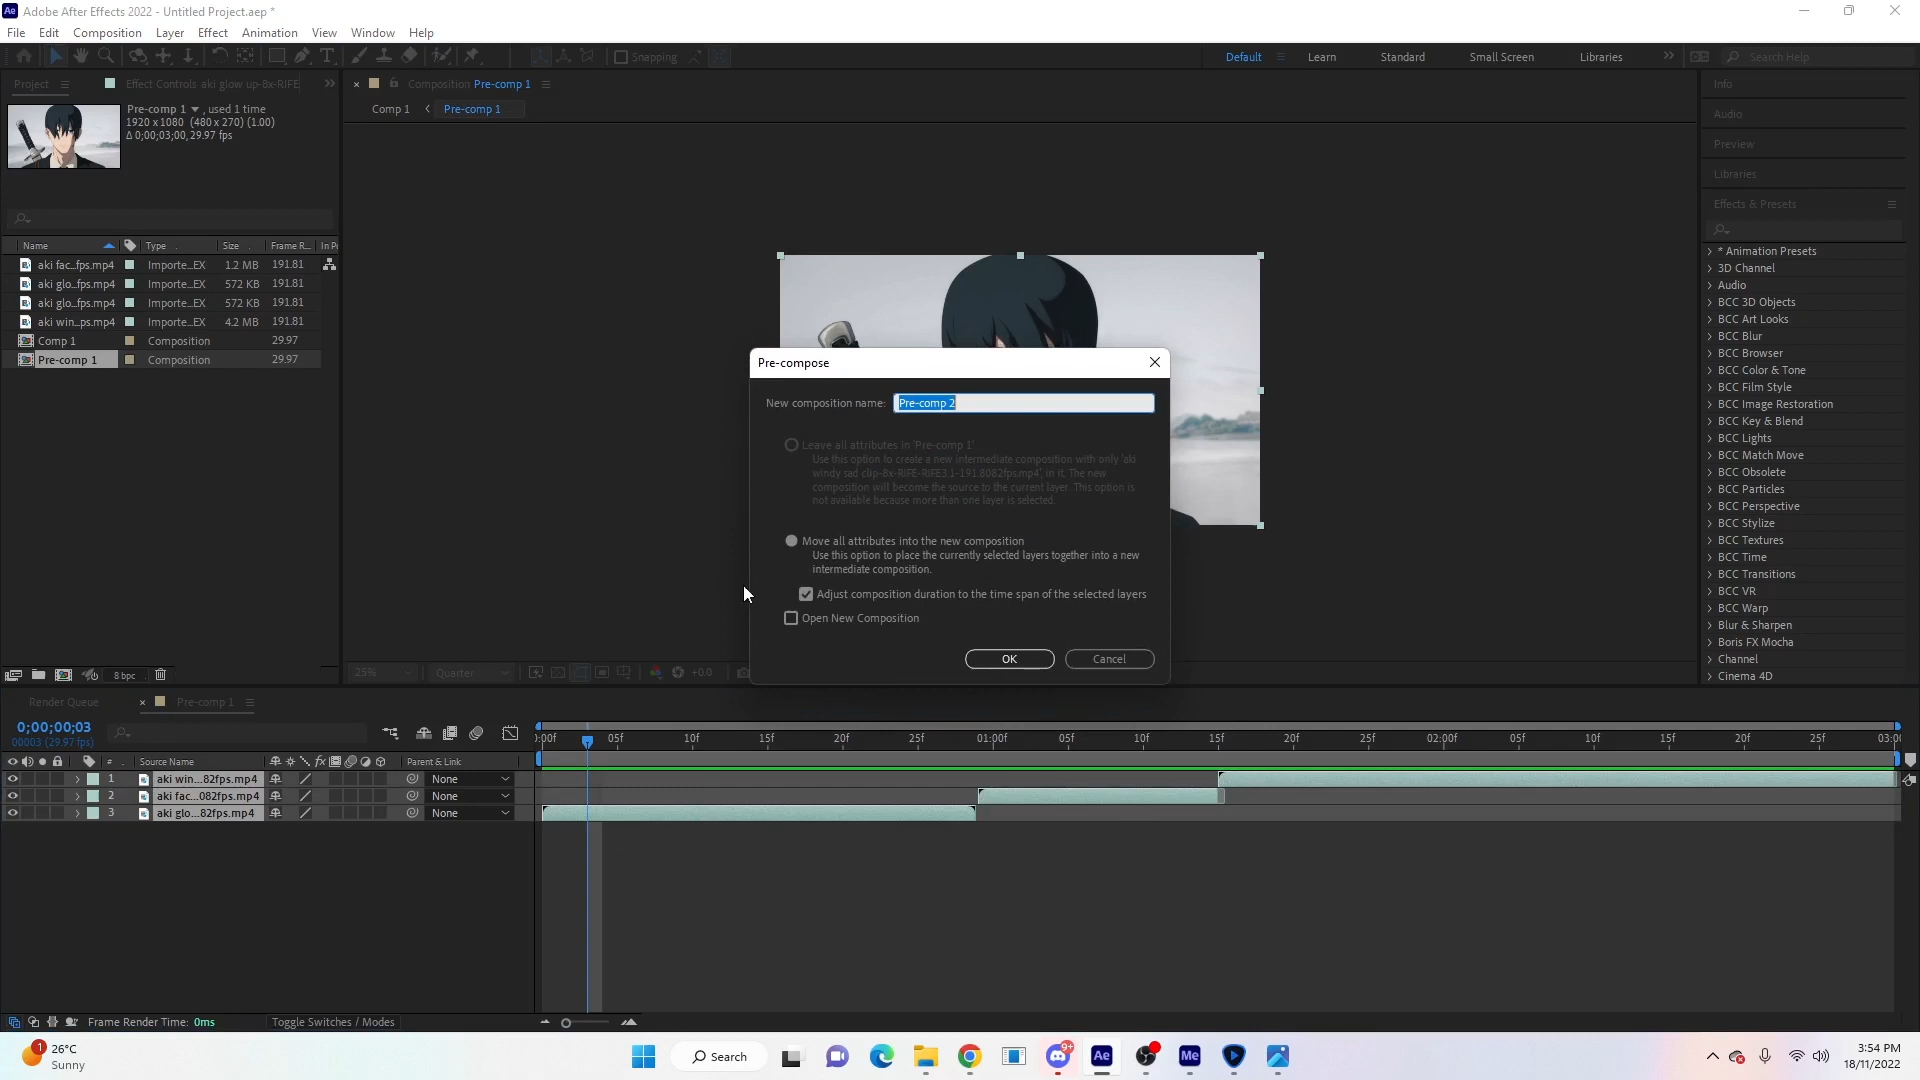 Ae Adobe After Effects 2022 - Untitled Project.aep *
File Edit Composition Layer Effect Animation View Window Help
Snapping
Default Learn Standard Small Screen Libraries Search Help
Project
Effect Controls aki glow up-8x-RIFE
Composition Pre-comp 1
Info
Pre-comp 1 , used 1 time
1920 x 1080 (480 x 270) (1.00)
Δ 0;00;03;00, 29.97 fps
Comp 1 Pre-comp 1
Audio
Preview
Libraries
Effects & Presets
Name Type Size Frame R... In P
aki fac_fps.mp4 Importe...EX 1.2 MB 191.81
aki glo...fps.mp4 Importe...EX 572 KB 191.81
aki glo...fps.mp4 Importe...EX 572 KB 191.81
aki win...ps.mp4 Importe...EX 4.2 MB 191.81
Comp 1 Composition 29.97
Pre-comp 1 Composition 29.97
* Animation Presets
3D Channel
Audio
BCC 3D Objects
BCC Art Looks
BCC Blur
BCC Browser
BCC Color & Tone
BCC Film Style
BCC Image Restoration
BCC Key & Blend
BCC Lights
BCC Match Move
BCC Obsolete
BCC Particles
BCC Perspective
BCC Stylize
BCC Textures
BCC Time
BCC Transitions
BCC VR
BCC Warp
Blur & Sharpen
Boris FX Mocha
Channel
Cinema 4D
Pre-compose
New composition name: Pre-comp 2
Leave all attributes in 'Pre-comp 1'
Use this option to create a new intermediate composition with only 'aki
windy sad clip-8x-RIFE-RIFE3.1-191.8082fps.mp4', in it. The new
composition will become the source to the current layer. This option is
not available because more than one layer is selected.
Move all attributes into the new composition
Use this option to place the currently selected layers together into a new
intermediate composition.
Adjust composition duration to the time span of the selected layers
Open New Composition
OK Cancel
8 bpc
25% Quarter +0.0
Render Queue Pre-comp 1
0;00;00;03
00003 (29.97 fps)
0:00f 05f 10f 15f 20f 25f 01:00f 05f 10f 15f 20f 25f 02:00f 05f 10f 15f 20f 25f 03:00
# Source Name fx Parent & Link
1 aki win...82fps.mp4 None
2 aki fac...082fps.mp4 None
3 aki glo...82fps.mp4 None
Frame Render Time: 0ms Toggle Switches / Modes
1 26°C
Sunny
Search
9+
Ae Me
3:54 PM
18/11/2022